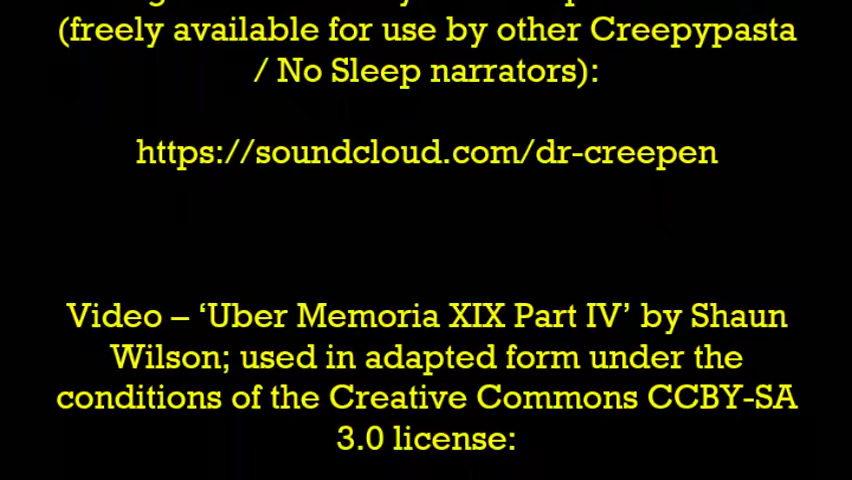 (freely available for use by other Creepypasta
/ No Sleep narrators):
https://soundcloud.com/dr-creepen
Video – ‘Uber Memoria XIX Part IV’ by Shaun
Wilson; used in adapted form under the
conditions of the Creative Commons CCBY-SA
3.0 license: